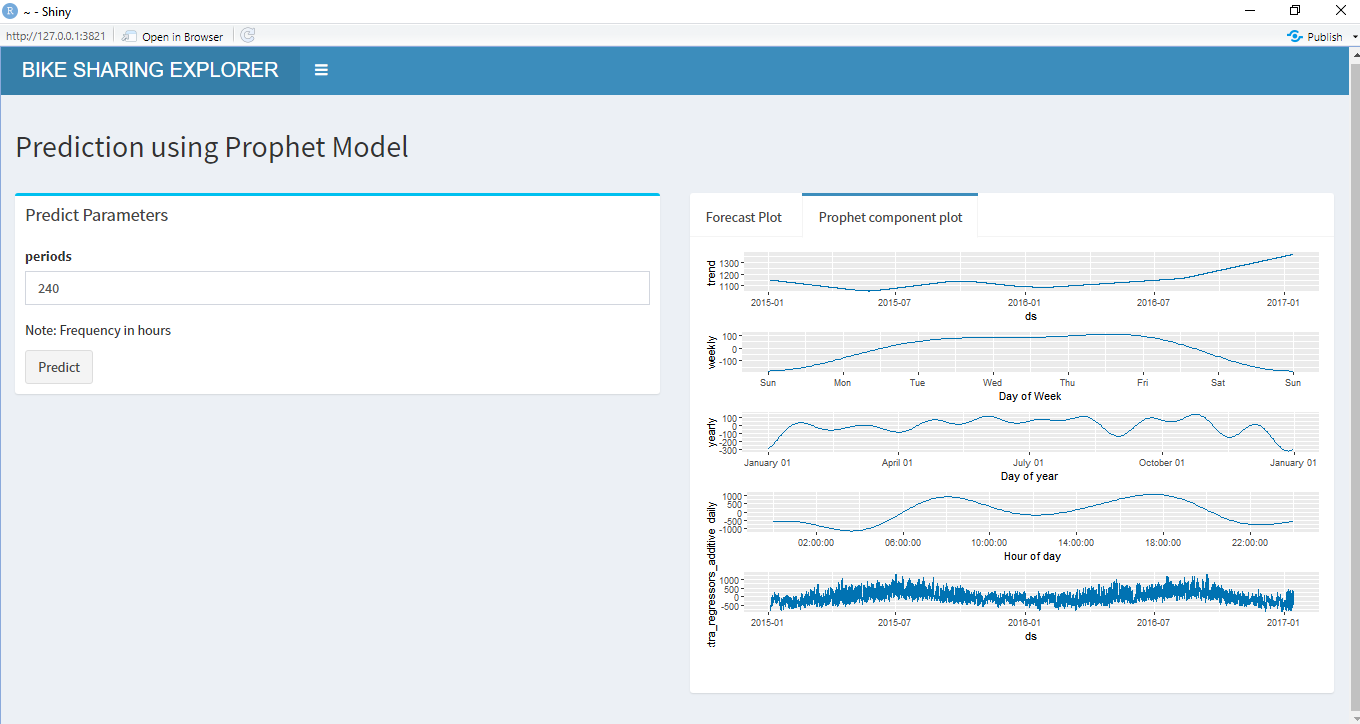 R ~ - Shiny
http://127.0.0.1:3821 Open in Browser Publish
BIKE SHARING EXPLORER
Prediction using Prophet Model
Predict Parameters
periods
240
Note: Frequency in hours
Predict
Forecast Plot Prophet component plot
trend
1300
1200
1100
2015-01 2015-07 2016-01 2016-07 2017-01
ds
weekly
100
0
-100
Sun Mon Tue Wed Thu Fri Sat Sun
Day of Week
yearly
100
0
-100
-200
-300
January 01 April 01 July 01 October 01 January 01
Day of year
daily
1000
500
0
-500
-1000
02:00:00 06:00:00 10:00:00 14:00:00 18:00:00 22:00:00
Hour of day
tra_regressors_additive
1000
500
0
-500
2015-01 2015-07 2016-01 2016-07 2017-01
ds